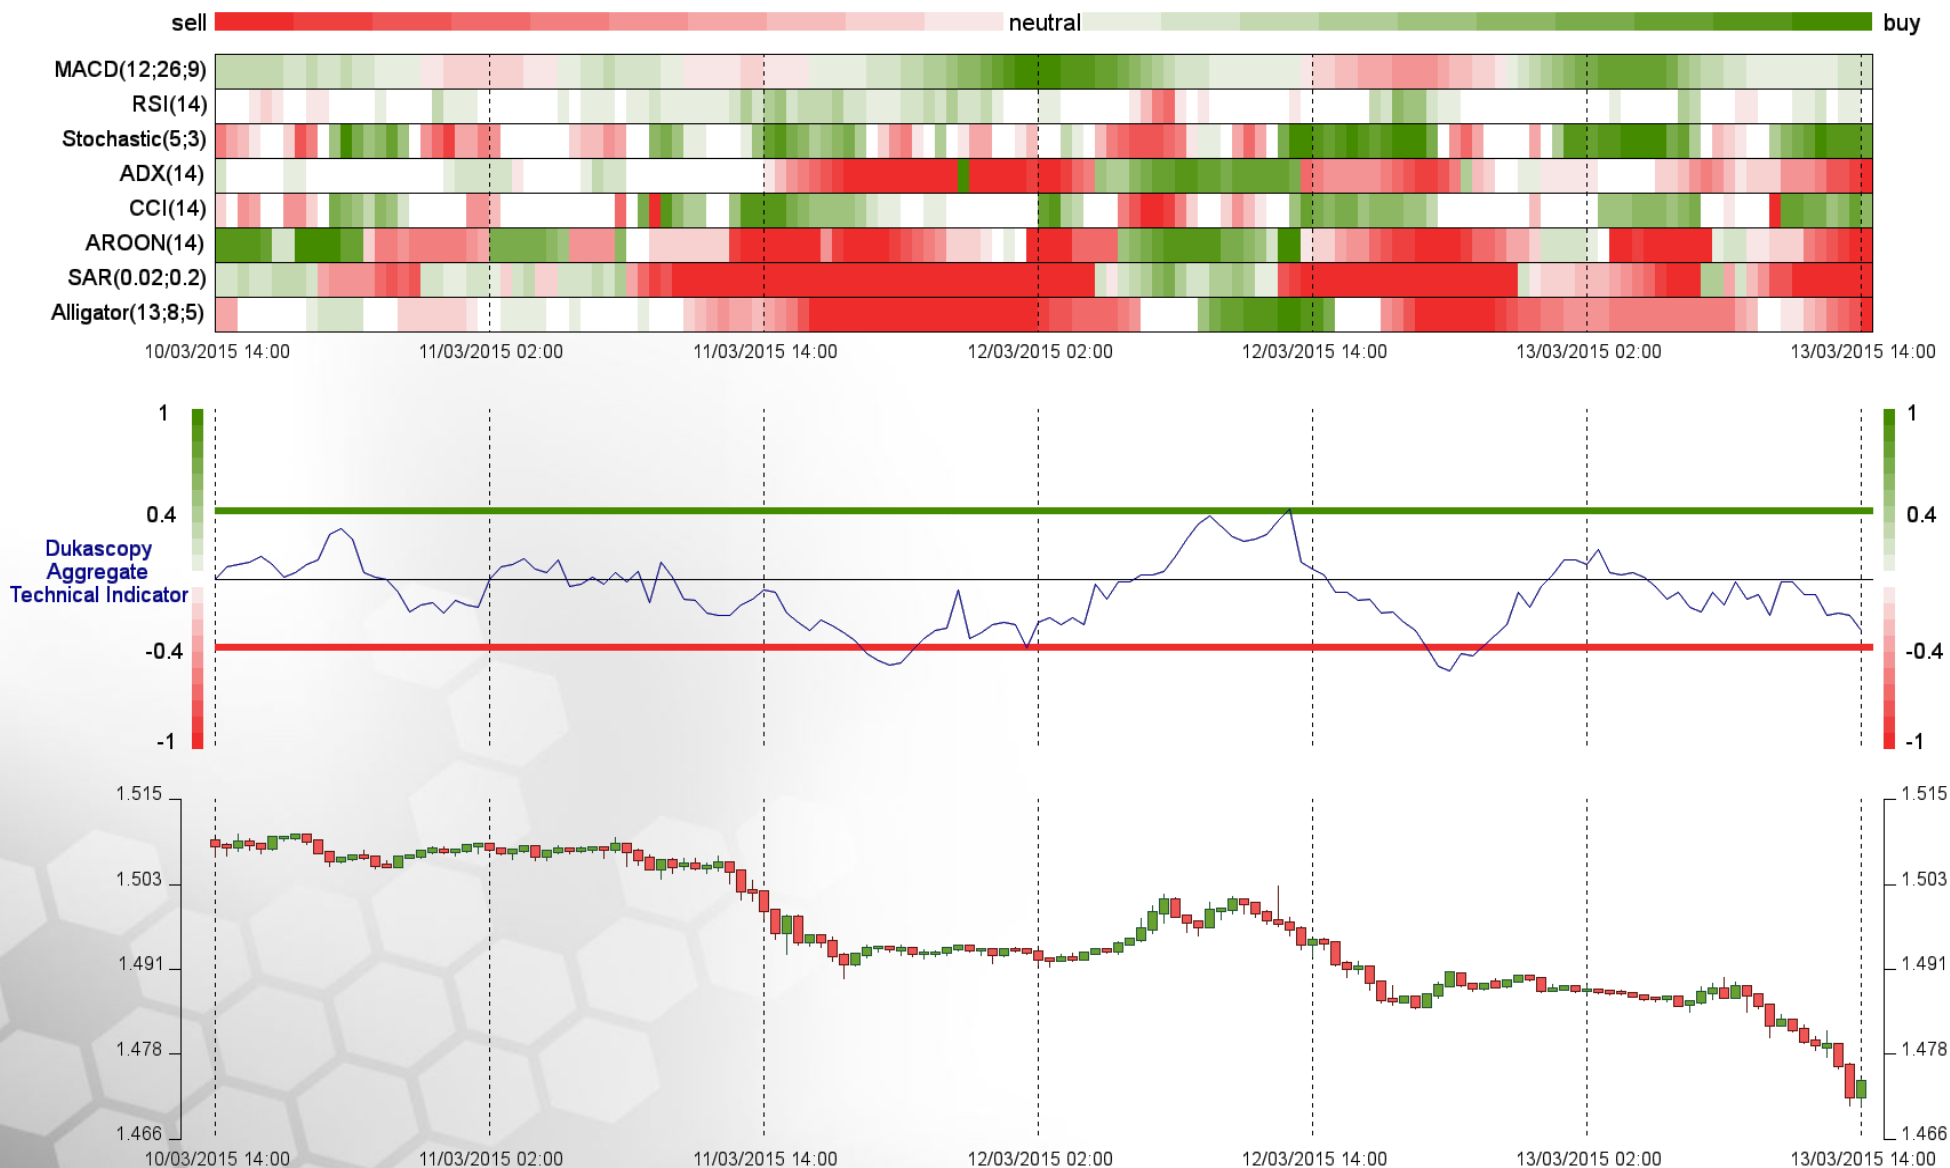 sell neutral buy
MACD(12;26;9)
RSI(14)
Stochastic(5;3)
ADX(14)
CCI(14)
AROON(14)
SAR(0.02;0.2)
Alligator(13;8;5)
10/03/2015 14:00 11/03/2015 02:00 11/03/2015 14:00 12/03/2015 02:00 12/03/2015 14:00 13/03/2015 02:00 13/03/2015 14:00
1 1
0.4 0.4
Dukascopy
Aggregate
Technical Indicator
-0.4 -0.4
-1 -1
1.515 1.515
1.503 1.503
1.491 1.491
1.478 1.478
1.466 1.466
10/03/2015 14:00 11/03/2015 02:00 11/03/2015 14:00 12/03/2015 02:00 12/03/2015 14:00 13/03/2015 02:00 13/03/2015 14:00